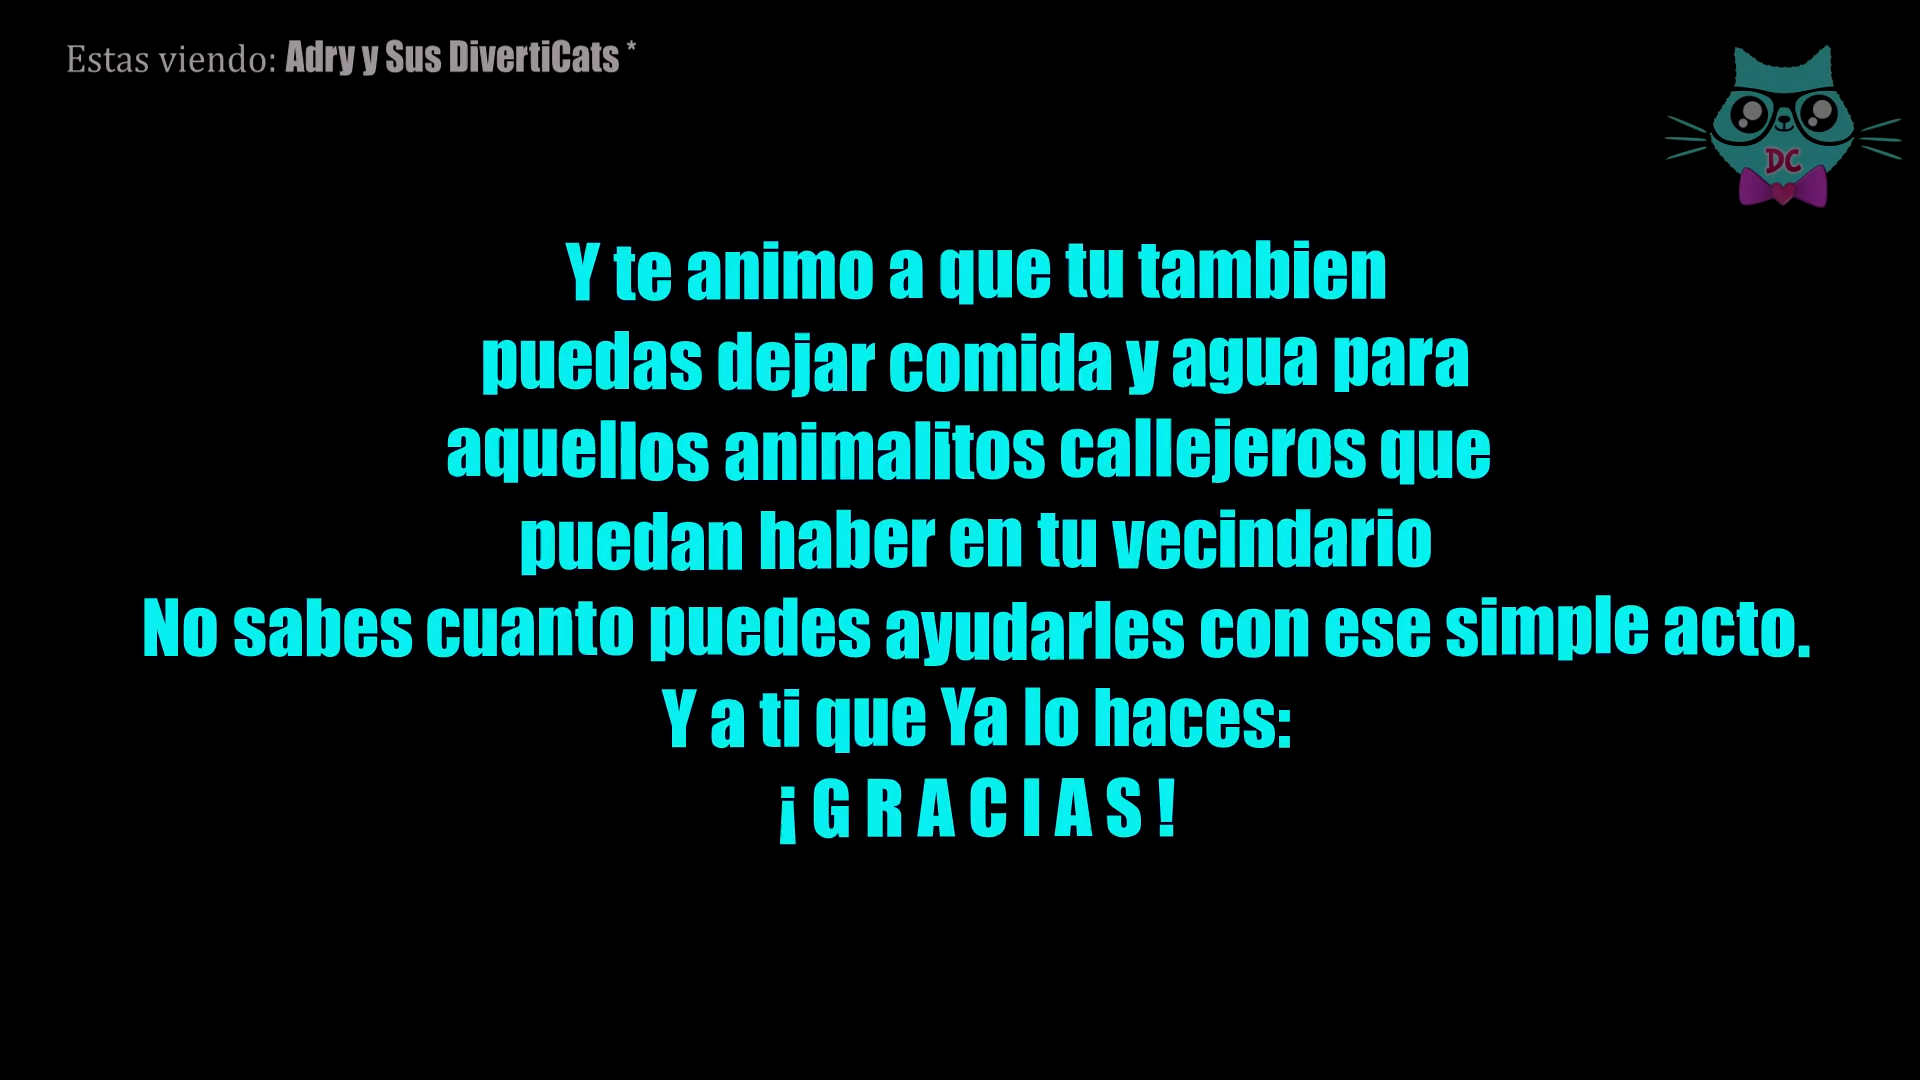 Estas viendo: Adry y Sus DivertiCats *
DC
Y te animo a que tu tambien
puedas dejar comida y agua para
aquellos animalitos callejeros que
puedan haber en tu vecindario
No sabes cuanto puedes ayudarles con ese simple acto.
Y a ti que Ya lo haces:
¡ G R A C I A S !